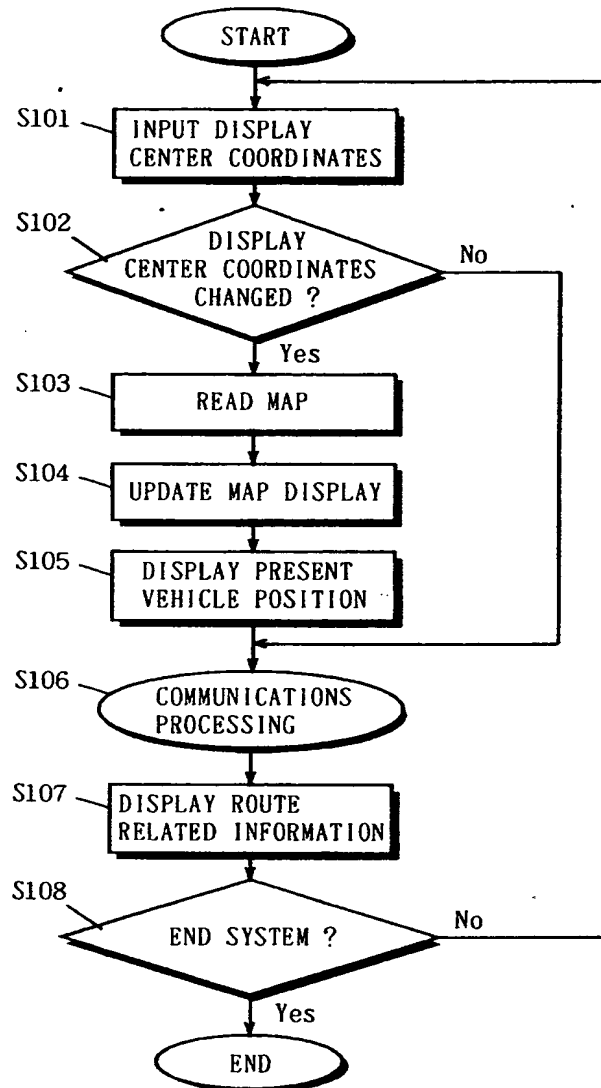 START
S101
INPUT DISPLAY
CENTER COORDINATES
S102
DISPLAY
CENTER COORDINATES
CHANGED ?
No
Yes
S103
READ MAP
S104
UPDATE MAP DISPLAY
S105
DISPLAY PRESENT
VEHICLE POSITION
S106
COMMUNICATIONS
PROCESSING
S107
DISPLAY ROUTE
RELATED INFORMATION
S108
END SYSTEM ?
No
Yes
END